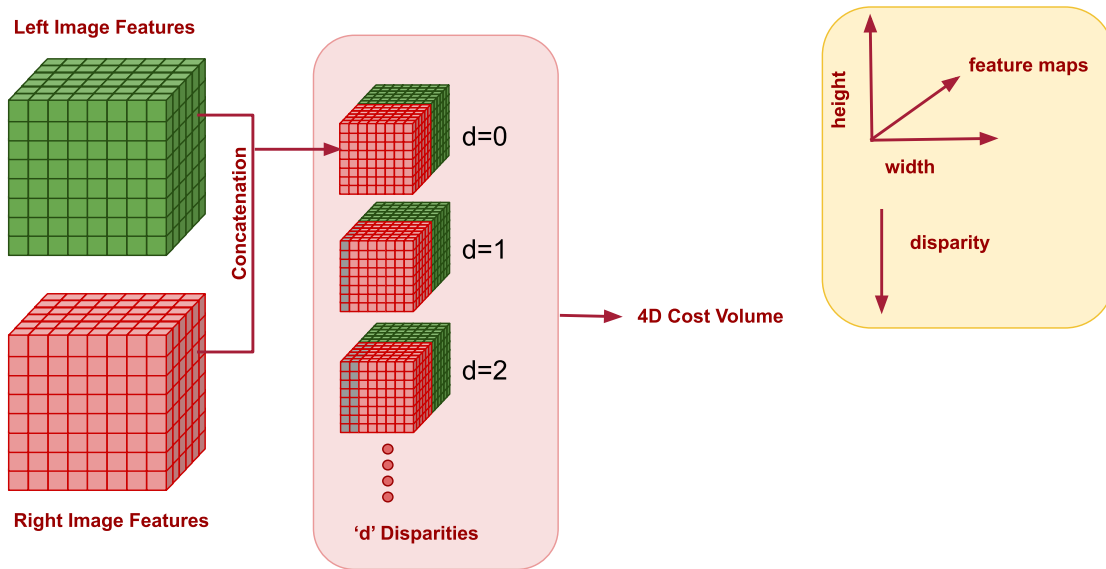 Left Image Features
Concatenation
Right Image Features
d=0
d=1
d=2
‘d’ Disparities
4D Cost Volume
height
feature maps
width
disparity